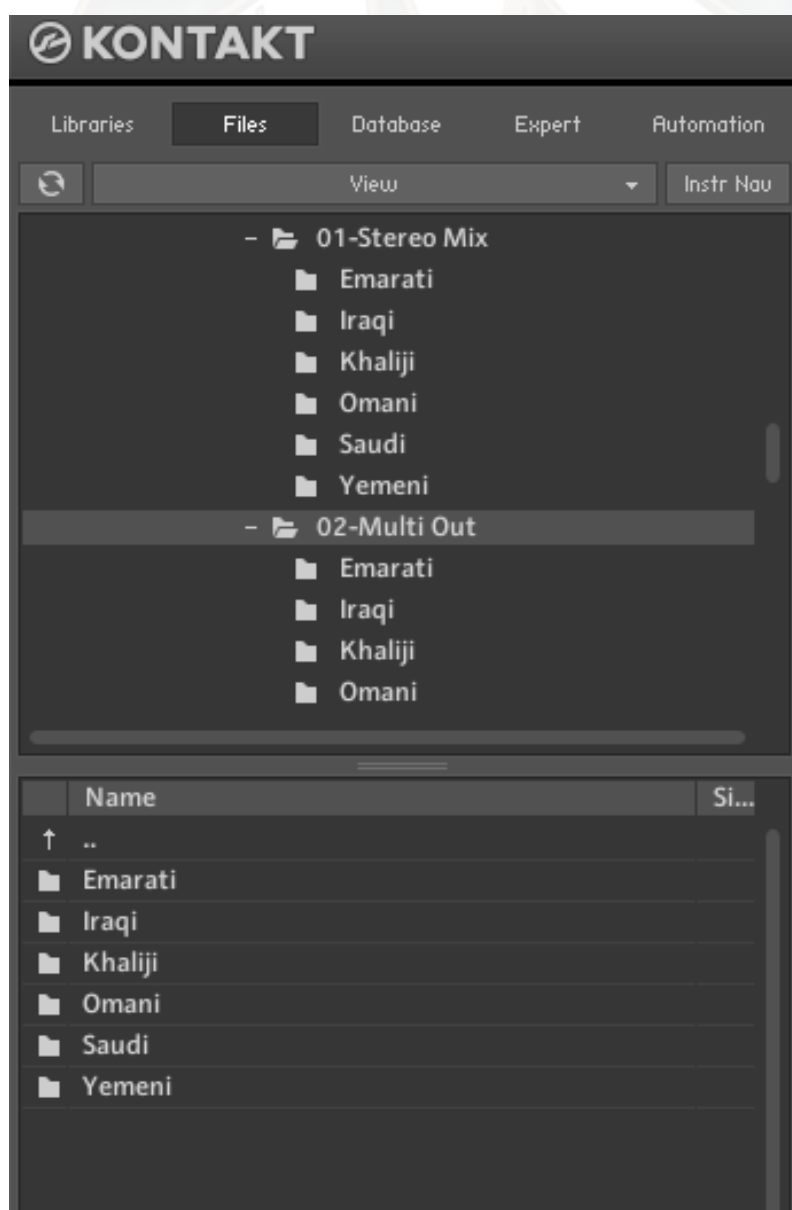 KONTAKT
Libraries Files Database Expert Automation
View Instr Nav
01-Stereo Mix
Emarati
Iraqi
Khaliji
Omani
Saudi
Yemeni
02-Multi Out
Emarati
Iraqi
Khaliji
Omani
Name Si...
↑ ..
Emarati
Iraqi
Khaliji
Omani
Saudi
Yemeni